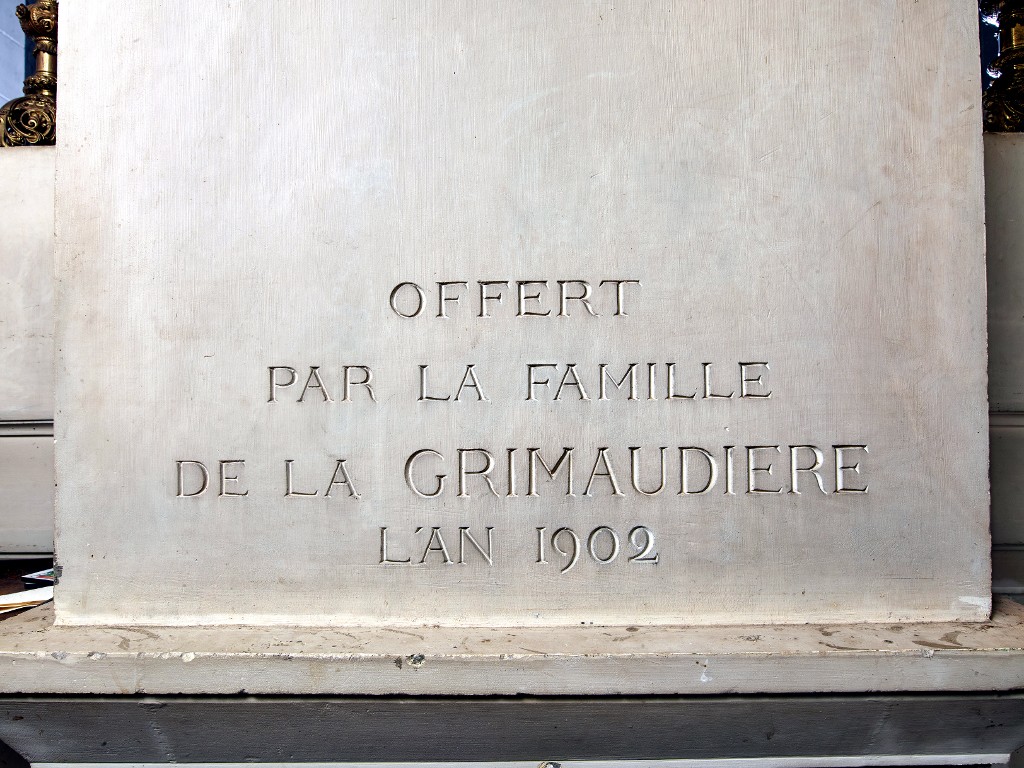 OFFERT
PAR LA FAMILLE
DE LA GRIMAUDIERE
L'AN 1902